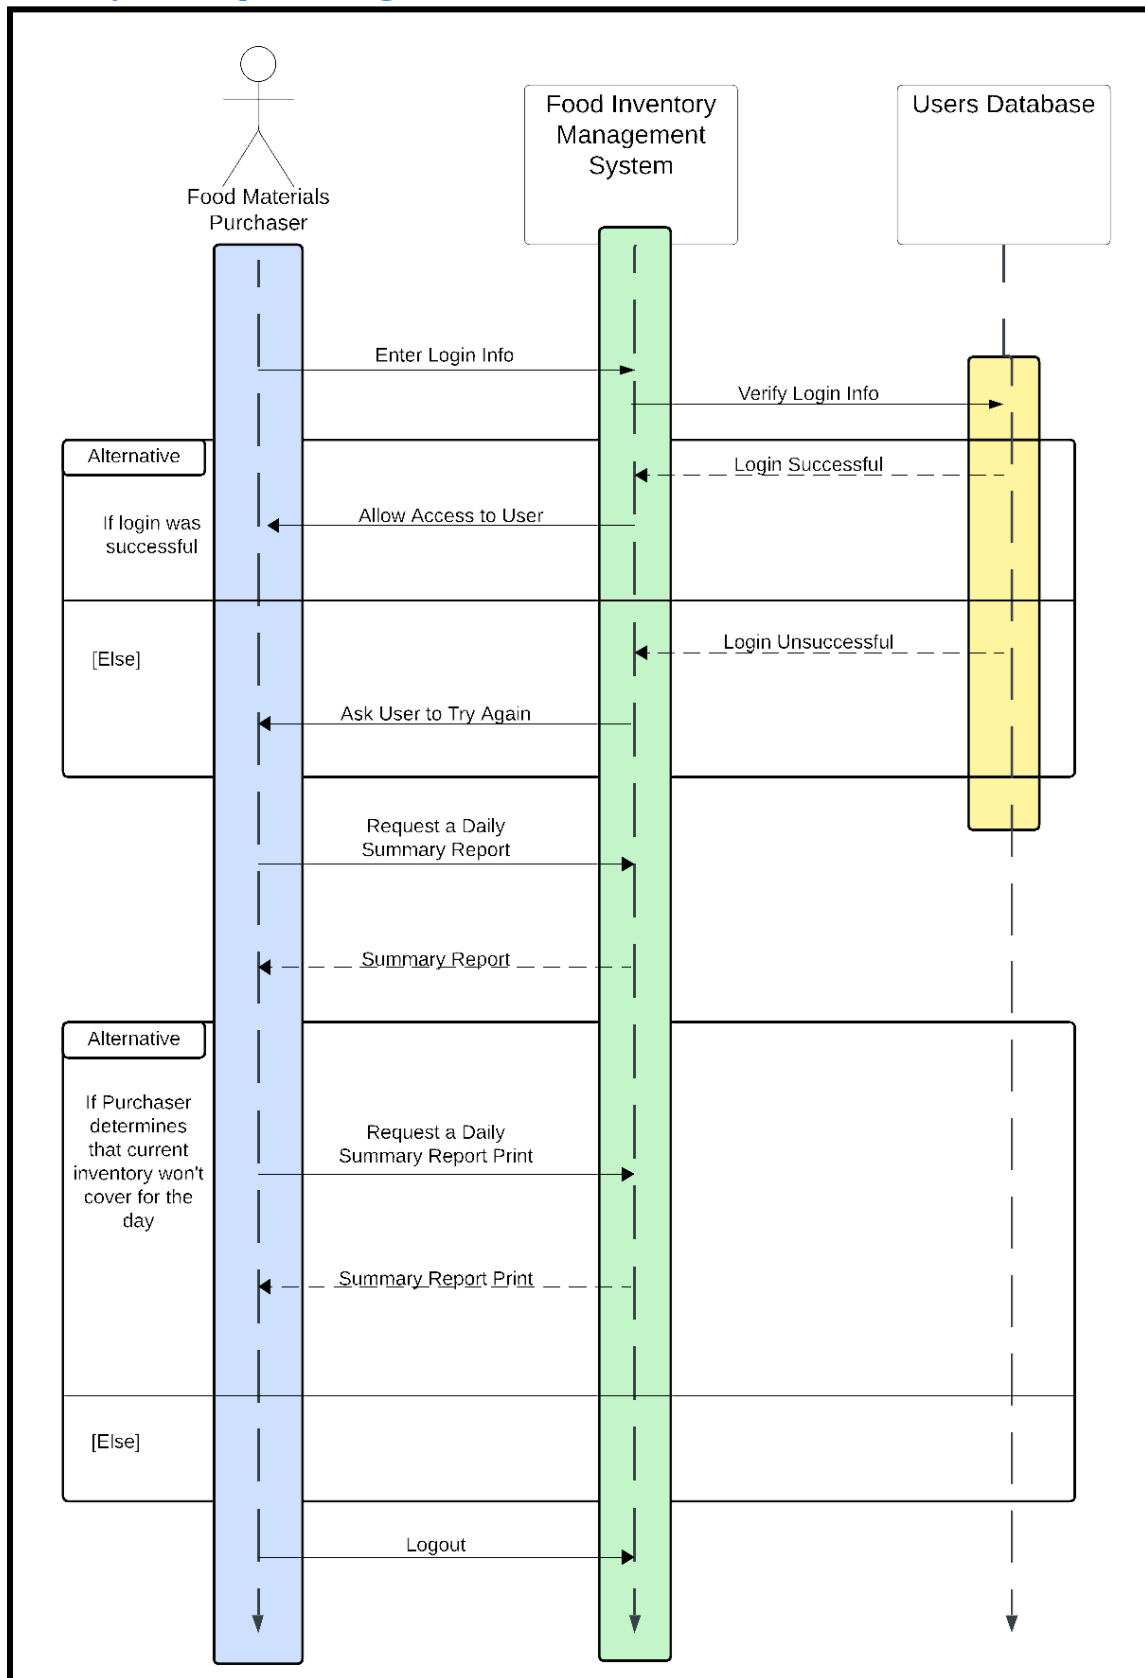 Food Materials
Purchaser
Food Inventory
Management
System
Users Database
Enter Login Info
Verify Login Info
Alternative
Login Successful
If login was
successful
Allow Access to User
[Else]
Login Unsuccessful
Ask User to Try Again
Request a Daily
Summary Report
Summary Report
Alternative
If Purchaser
determines
that current
inventory won't
cover for the
day
Request a Daily
Summary Report Print
Summary Report Print
[Else]
Logout